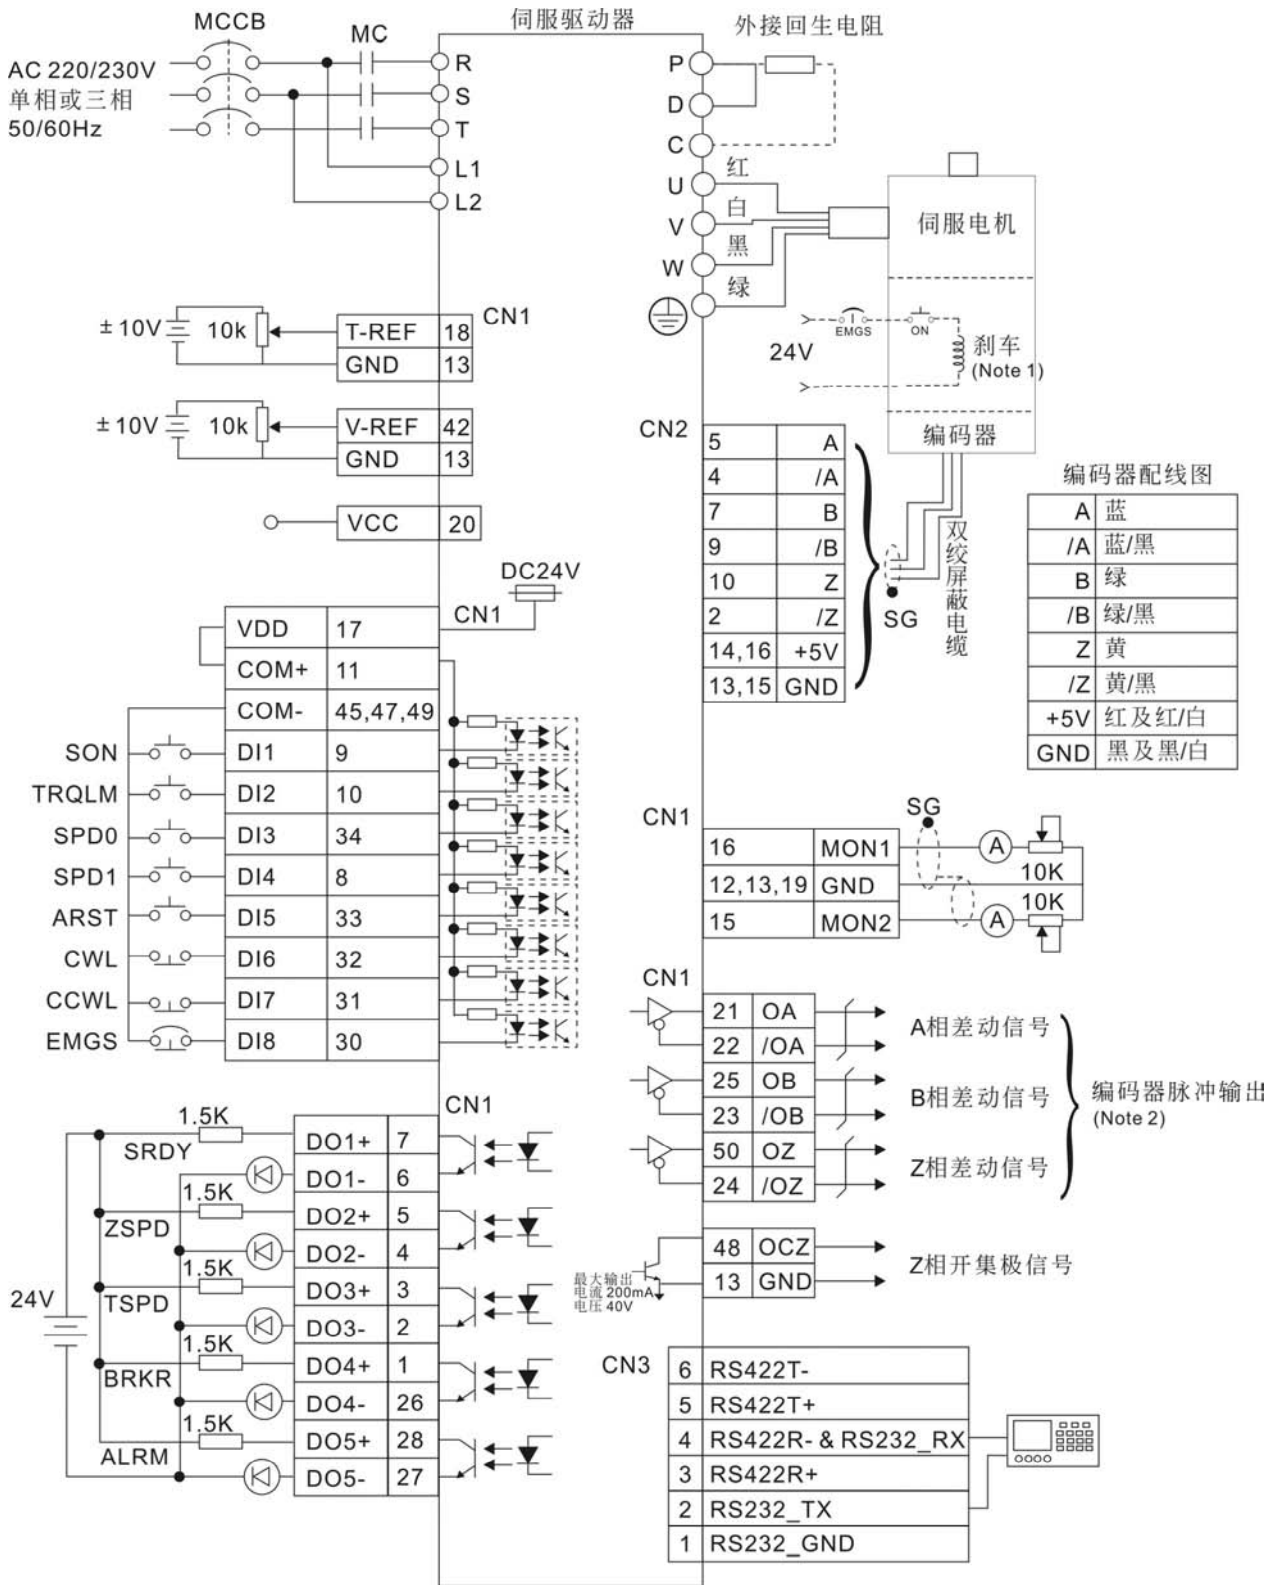 伺服驱动器
MCCB
MC
AC 220/230V
单相或三相
50/60Hz
R
S
T
L1
L2
外接回生电阻
P
D
C
U
V
W
红
白
黑
绿
伺服电机
24V
EMGS
ON
刹车
(Note 1)
编码器
±10V
10k
CN1
T-REF 18
GND 13
±10V
10k
V-REF 42
GND 13
VCC 20
DC24V
CN1
VDD 17
COM+ 11
COM- 45,47,49
SON DI1 9
TRQLM DI2 10
SPD0 DI3 34
SPD1 DI4 8
ARST DI5 33
CWL DI6 32
CCWL DI7 31
EMGS DI8 30
CN1
24V
1.5K
SRDY
DO1+ 7
DO1- 6
1.5K
ZSPD
DO2+ 5
DO2- 4
1.5K
TSPD
DO3+ 3
DO3- 2
1.5K
BRKR
DO4+ 1
DO4- 26
1.5K
ALRM
DO5+ 28
DO5- 27
CN2
5 A
4 /A
7 B
9 /B
10 Z
2 /Z
14,16 +5V
13,15 GND
SG
双绞屏蔽电缆
编码器配线图
A 蓝
/A 蓝/黑
B 绿
/B 绿/黑
Z 黄
/Z 黄/黑
+5V 红及红/白
GND 黑及黑/白
CN1
SG
16 MON1
12,13,19 GND
15 MON2
A
10K
10K
A
CN1
21 OA
22 /OA
A相差动信号
25 OB
23 /OB
B相差动信号
50 OZ
24 /OZ
Z相差动信号
编码器脉冲输出
(Note 2)
48 OCZ
13 GND
Z相开集极信号
最大输出
电流 200mA
电压 40V
CN3
6 RS422T-
5 RS422T+
4 RS422R- & RS232_RX
3 RS422R+
2 RS232_TX
1 RS232_GND